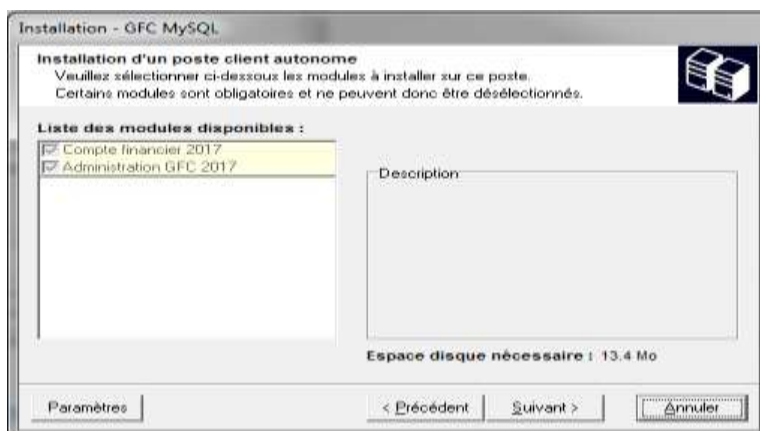 Installation - GFC MySQL
Installation d'un poste client autonome
Veuillez sélectionner ci-dessous les modules à installer sur ce poste.
Certains modules sont obligatoires et ne peuvent donc être désélectionnés.
Liste des modules disponibles :
Compte financier 2017
Administration GFC 2017
Description
Espace disque nécessaire : 13.4 Mo
Paramètres
< Précédent
Suivant >
Annuler